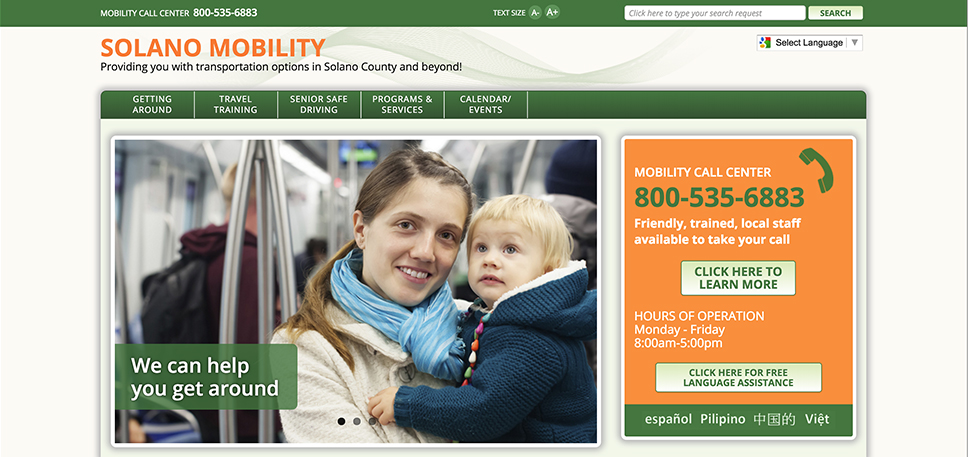 MOBILITY CALL CENTER 800-535-6883
TEXT SIZE A- A+
Click here to type your search request
SEARCH
SOLANO MOBILITY
Providing you with transportation options in Solano County and beyond!
Select Language
GETTING
AROUND
TRAVEL
TRAINING
SENIOR SAFE
DRIVING
PROGRAMS &
SERVICES
CALENDAR/
EVENTS
We can help
you get around
MOBILITY CALL CENTER
800-535-6883
Friendly, trained, local staff
available to take your call
CLICK HERE TO
LEARN MORE
HOURS OF OPERATION
Monday - Friday
8:00am-5:00pm
CLICK HERE FOR FREE
LANGUAGE ASSISTANCE
español Pilipino 中国的 Việt